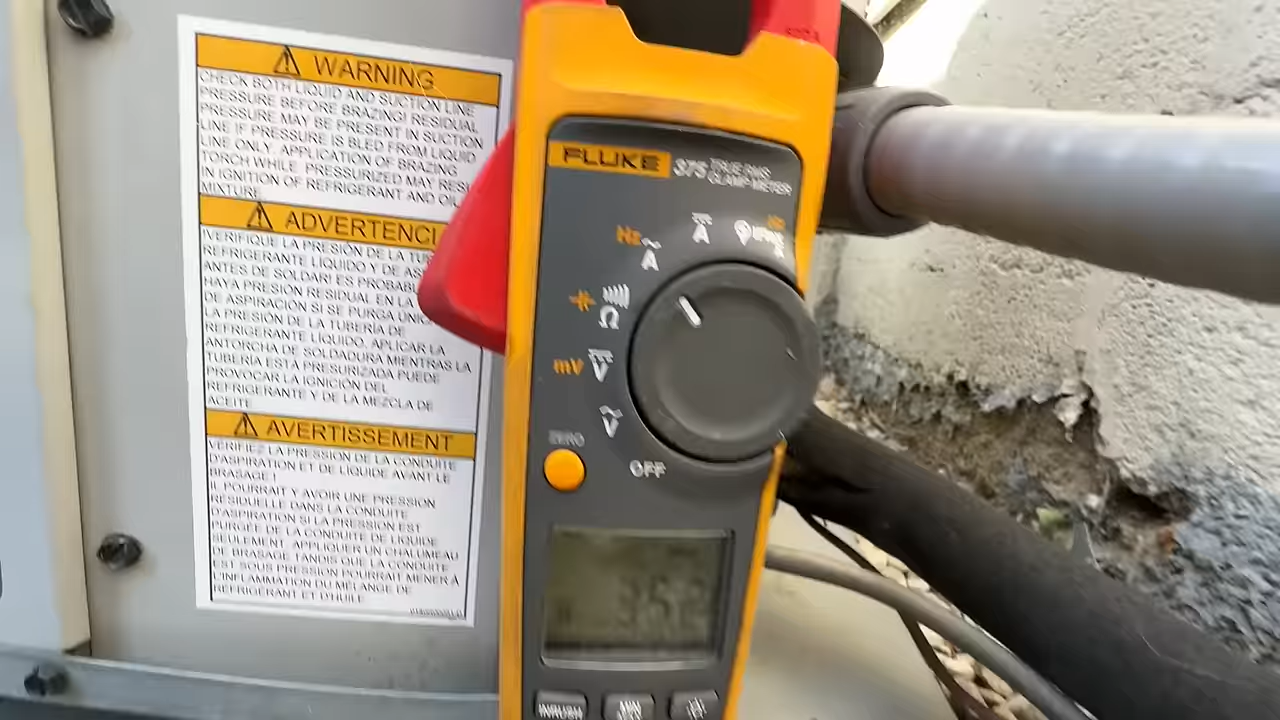 WARNING
CHECK BOTH LIQUID AND SUCTION LINE
PRESSURE BEFORE BRAZING! RESIDUAL
PRESSURE MAY BE PRESENT IN SUCTION
LINE IF PRESSURE IS BLED FROM LIQUID
LINE ONLY. APPLICATION OF BRAZING
TORCH WHILE PRESSURIZED MAY RES
IN IGNITION OF REFRIGERANT AND OIL
MIXTURE
ADVERTENCI
VERIFIQUE LA PRESIÓN DE LA TU
REFRIGERANTE LÍQUIDO Y DE AS
ANTES DE SOLDAR! ES PROBAB
HAYA PRESIÓN RESIDUAL EN LA
DE ASPIRACIÓN SI SE PURGA
LA PRESIÓN DE LA TUBERÍA DE
REFRIGERANTE LÍQUIDO. APLICAR LA
ANTORCHA DE SOLDADURA MIENTRAS LA
TUBERÍA ESTÁ PRESURIZADA PUEDE
PROVOCAR LA IGNICIÓN DEL
REFRIGERANTE Y DE LA MEZCLA DE
ACEITE
AVERTISSEMENT
VÉRIFIEZ LA PRESSION DE LA CONDUITE
D'ASPIRATION ET DE LIQUIDE AVANT LE
BRASAGE !
IL POURRAIT Y AVOIR UNE PRESSION
RÉSIDUELLE DANS LA CONDUITE
D'ASPIRATION SI LA PRESSION EST
PURGÉE DE LA CONDUITE DE LIQUIDE
SEULEMENT. APPLIQUER UN CHALUMEAU
DE BRASAGE TANDIS QUE LA CONDUITE
EST SOUS PRESSION POURRAIT MENER À
L'INFLAMMATION DU MÉLANGE DE
RÉFRIGÉRANT ET D'HUILE
FLUKE 375 TRUE RMS
CLAMP METER
Hz
A
A
Ω
mV V
V
OFF
ZERO
INRUSH
MIN
MAX